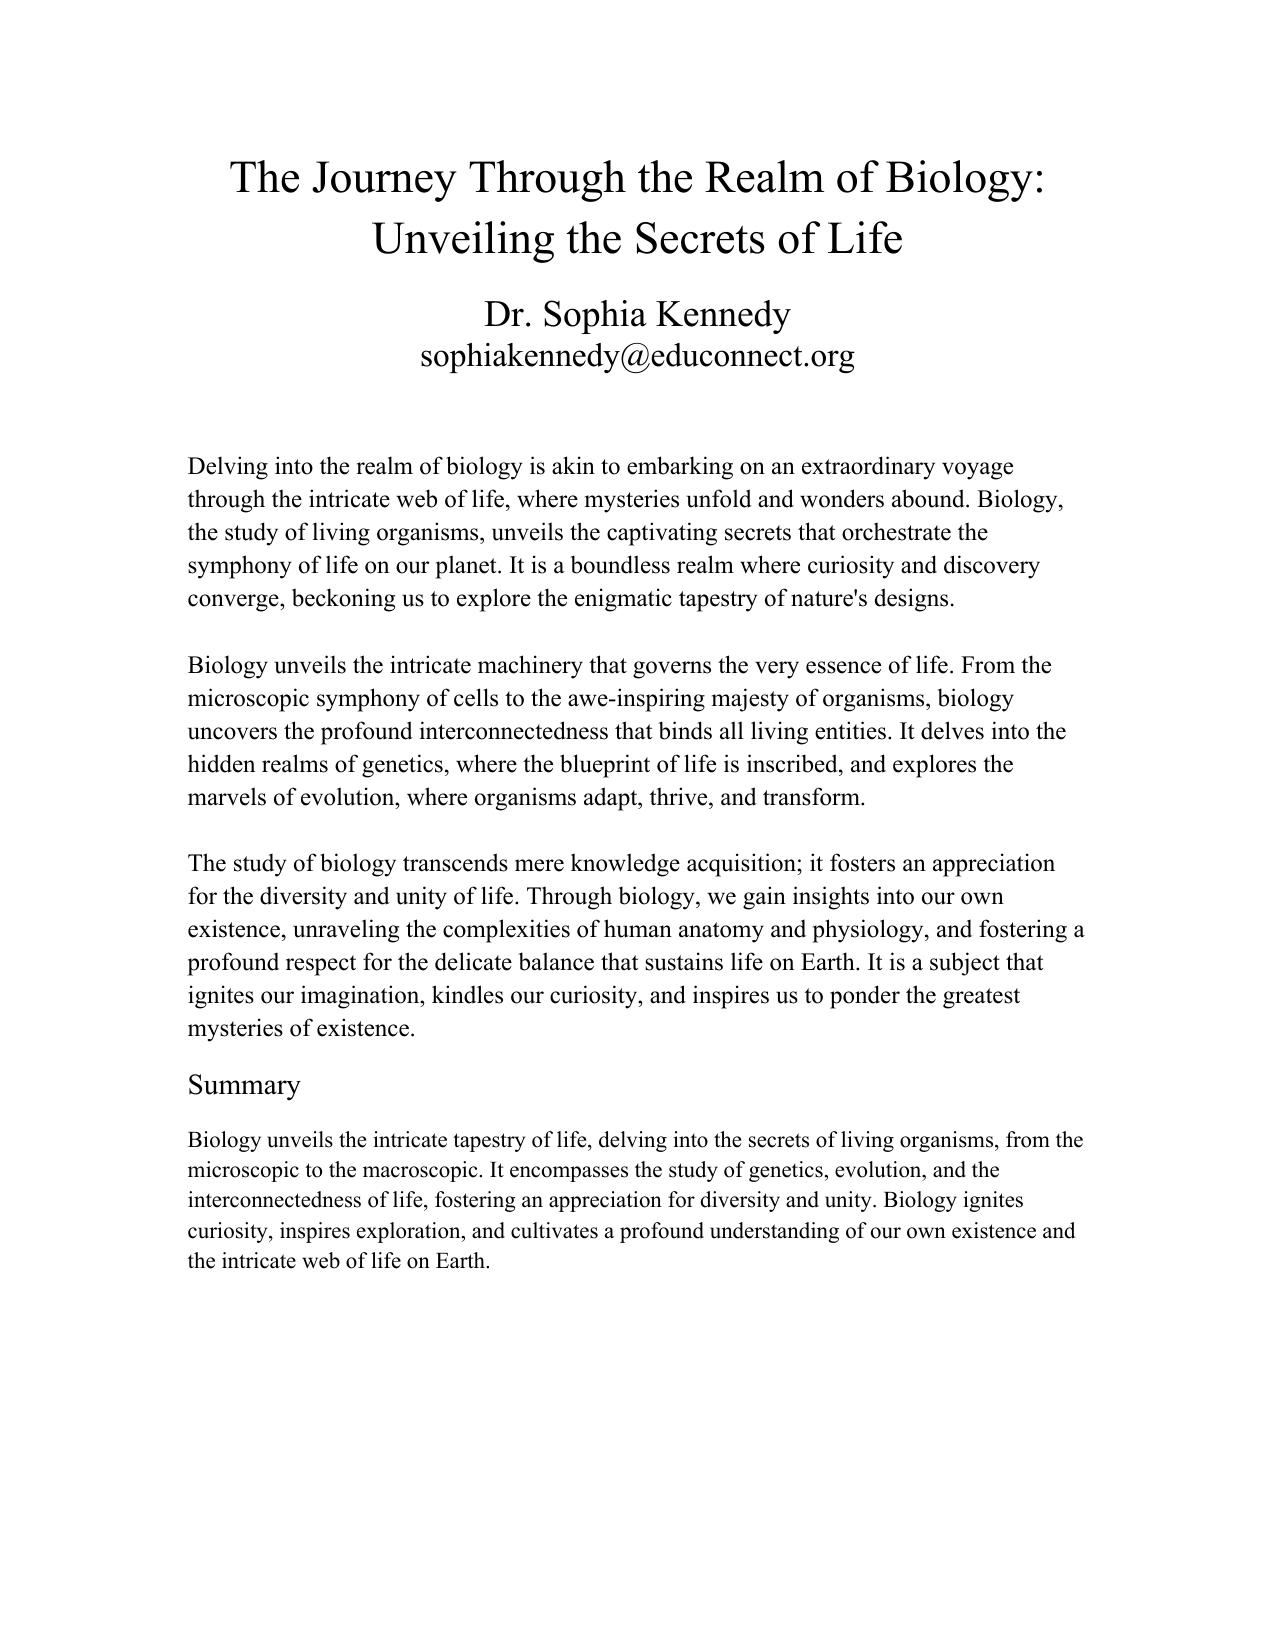 The Journey Through the Realm of Biology:
Unveiling the Secrets of Life
Dr. Sophia Kennedy
sophiakennedy@educonnect.org
Delving into the realm of biology is akin to embarking on an extraordinary voyage
through the intricate web of life, where mysteries unfold and wonders abound. Biology,
the study of living organisms, unveils the captivating secrets that orchestrate the
symphony of life on our planet. It is a boundless realm where curiosity and discovery
converge, beckoning us to explore the enigmatic tapestry of nature's designs.
Biology unveils the intricate machinery that governs the very essence of life. From the
microscopic symphony of cells to the awe-inspiring majesty of organisms, biology
uncovers the profound interconnectedness that binds all living entities. It delves into the
hidden realms of genetics, where the blueprint of life is inscribed, and explores the
marvels of evolution, where organisms adapt, thrive, and transform.
The study of biology transcends mere knowledge acquisition; it fosters an appreciation
for the diversity and unity of life. Through biology, we gain insights into our own
existence, unraveling the complexities of human anatomy and physiology, and fostering a
profound respect for the delicate balance that sustains life on Earth. It is a subject that
ignites our imagination, kindles our curiosity, and inspires us to ponder the greatest
mysteries of existence.
Summary
Biology unveils the intricate tapestry of life, delving into the secrets of living organisms, from the
microscopic to the macroscopic. It encompasses the study of genetics, evolution, and the
interconnectedness of life, fostering an appreciation for diversity and unity. Biology ignites
curiosity, inspires exploration, and cultivates a profound understanding of our own existence and
the intricate web of life on Earth.